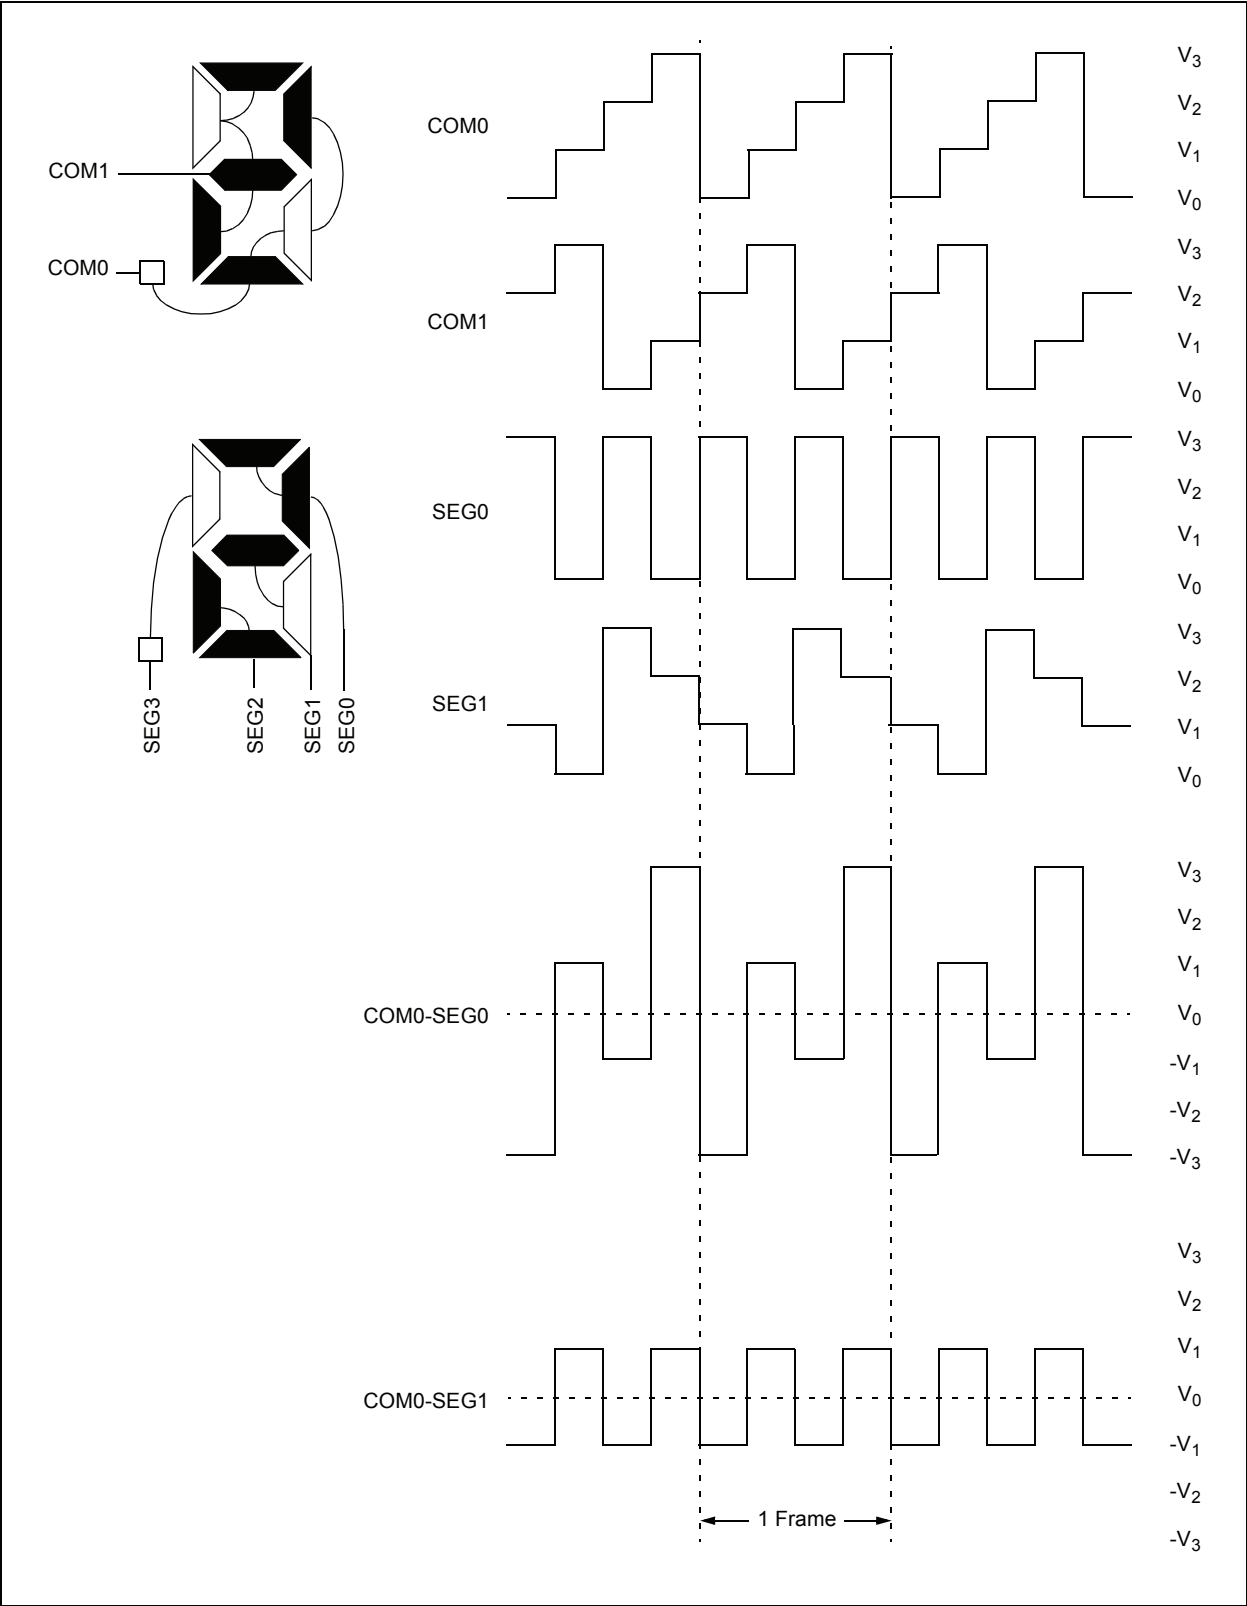 COM1
COM0
SEG3
SEG2
SEG1
SEG0
COM0
V3
V2
V1
V0
COM1
V3
V2
V1
V0
SEG0
V3
V2
V1
V0
SEG1
V3
V2
V1
V0
COM0-SEG0
V3
V2
V1
V0
-V1
-V2
-V3
COM0-SEG1
V3
V2
V1
V0
-V1
-V2
-V3
1 Frame